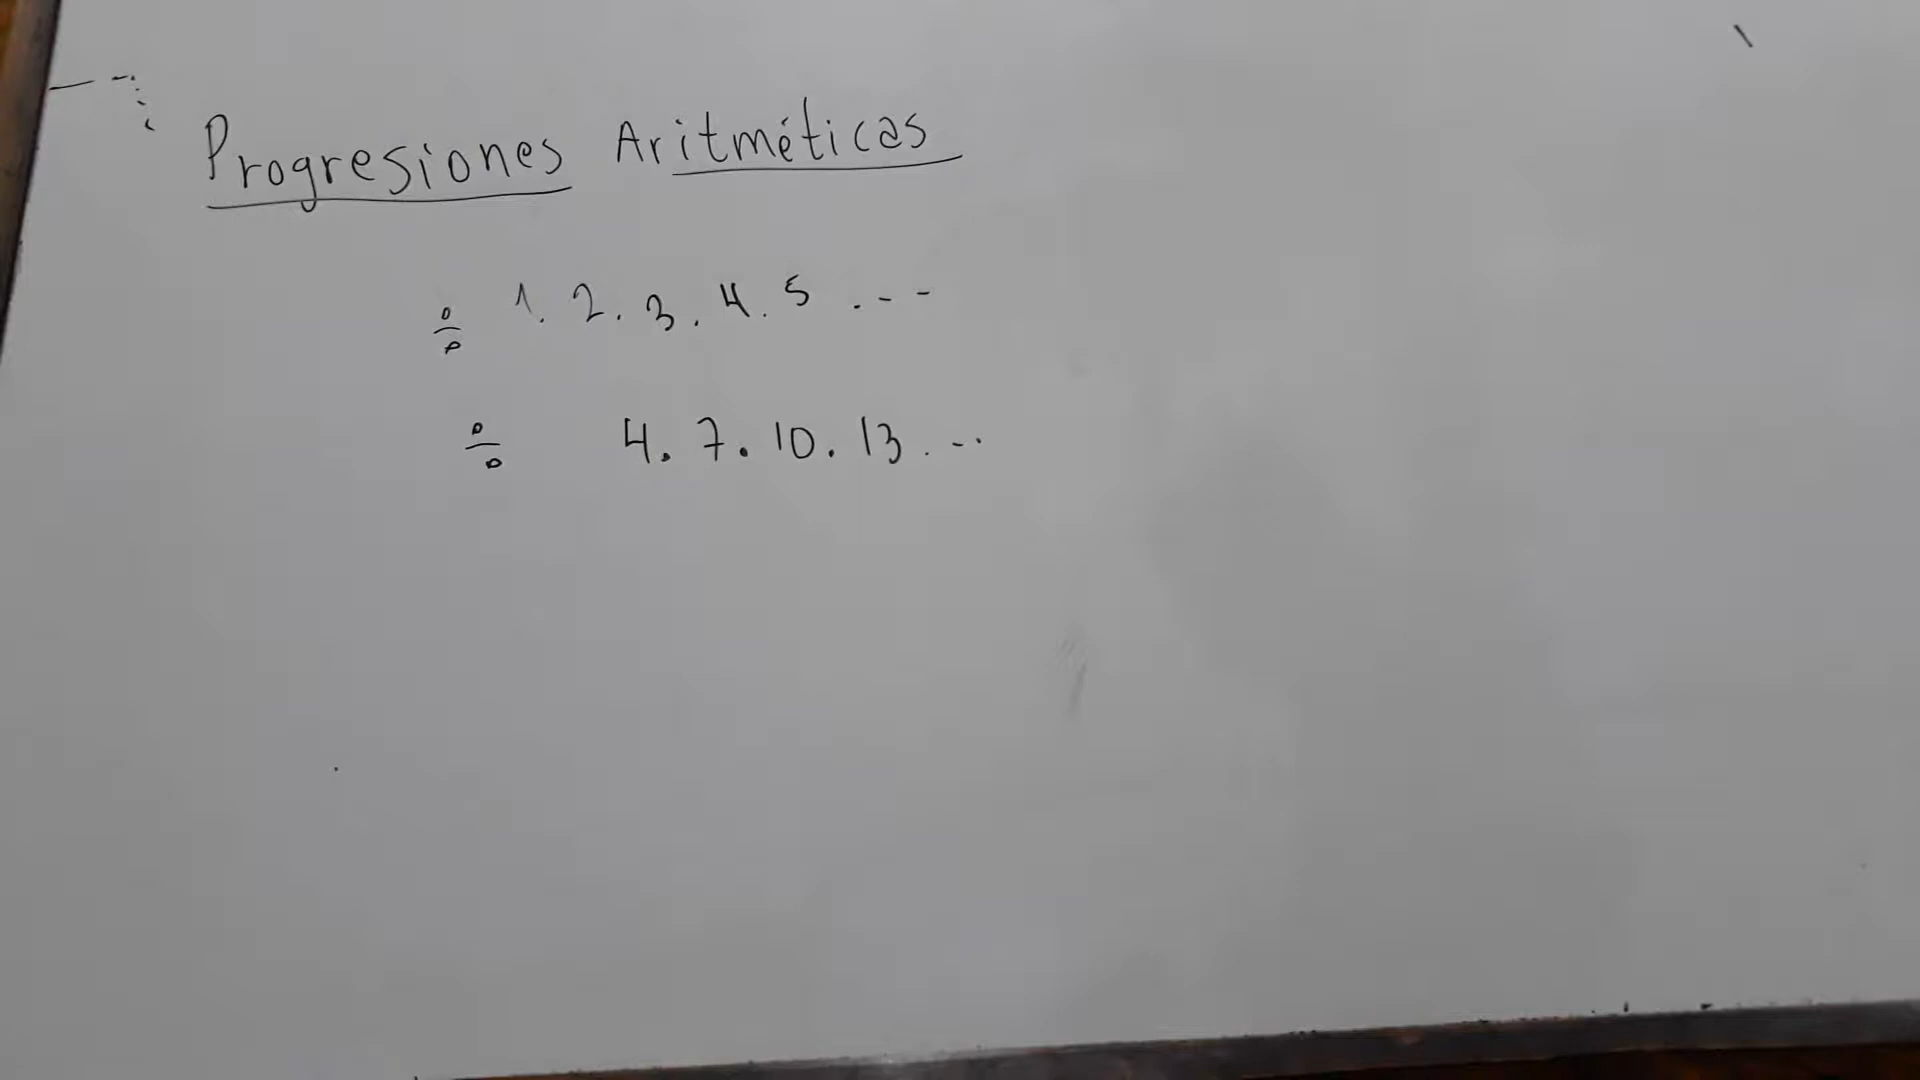 Progresiones Aritméticas
÷ 1. 2. 3. 4. 5 ...
÷ 4. 7. 10. 13. ...